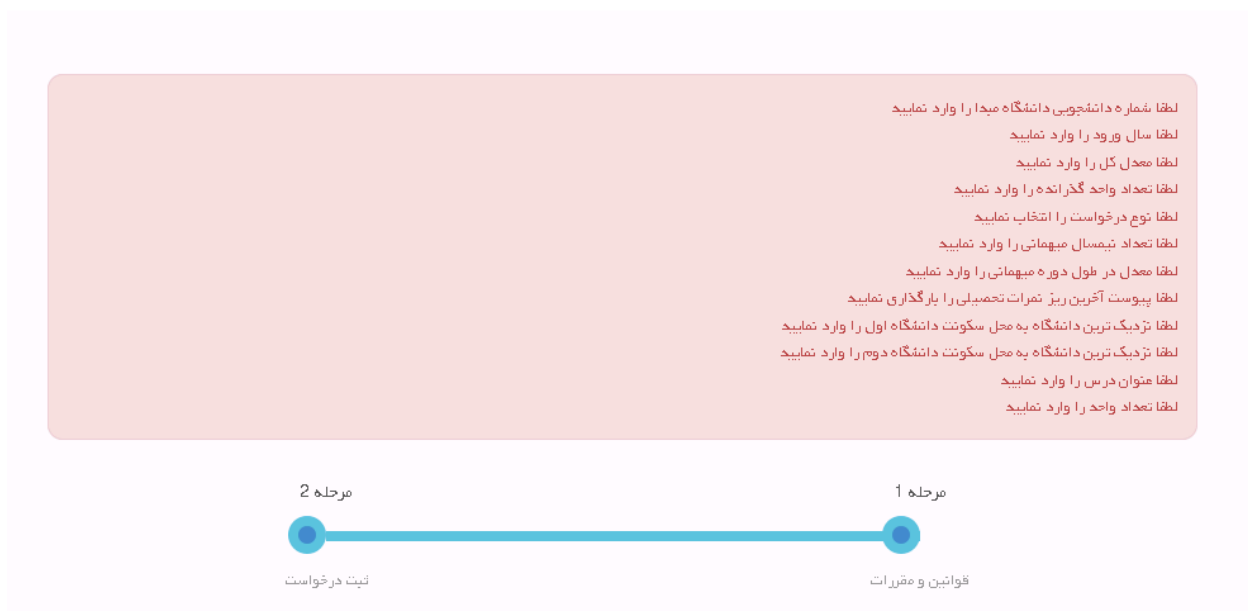 لطفا شماره دانشجویی دانشگاه مبدا را وارد نمایید
لطفا سال ورود را وارد نمایید
لطفا معدل کل را وارد نمایید
لطفا تعداد واحد گذرانده را وارد نمایید
لطفا نوع درخواست را انتخاب نمایید
لطفا تعداد نیمسال میهمانی را وارد نمایید
لطفا معدل در طول دوره میهمانی را وارد نمایید
لطفا پیوست آخرین ریز نمرات تحصیلی را بارگذاری نمایید
لطفا نزدیک ترین دانشگاه به محل سکونت دانشگاه اول را وارد نمایید
لطفا نزدیک ترین دانشگاه به محل سکونت دانشگاه دوم را وارد نمایید
لطفا عنوان درس را وارد نمایید
لطفا تعداد واحد را وارد نمایید
مرحله 1
مرحله 2
قوانین و مقررات
ثبت درخواست